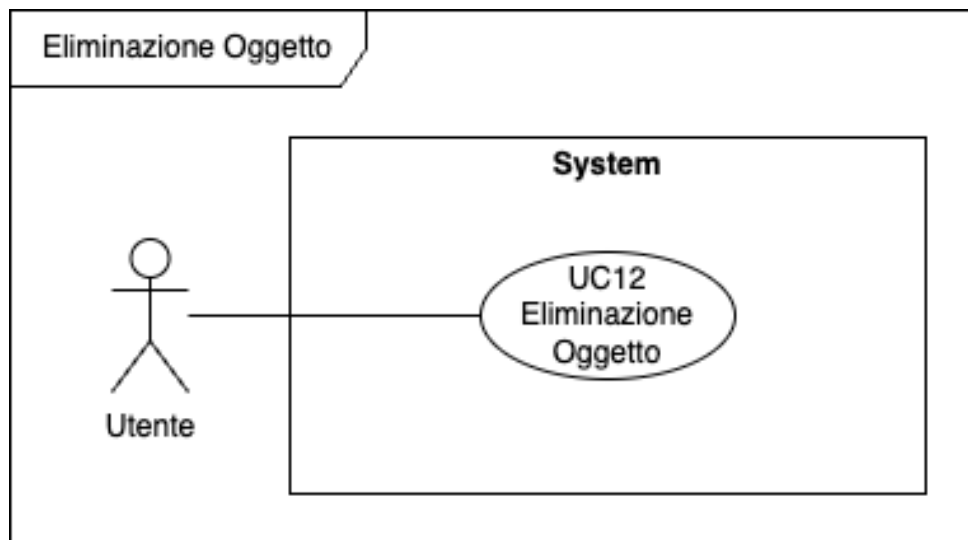 Eliminazione Oggetto
System
UC12
Eliminazione
Oggetto
Utente